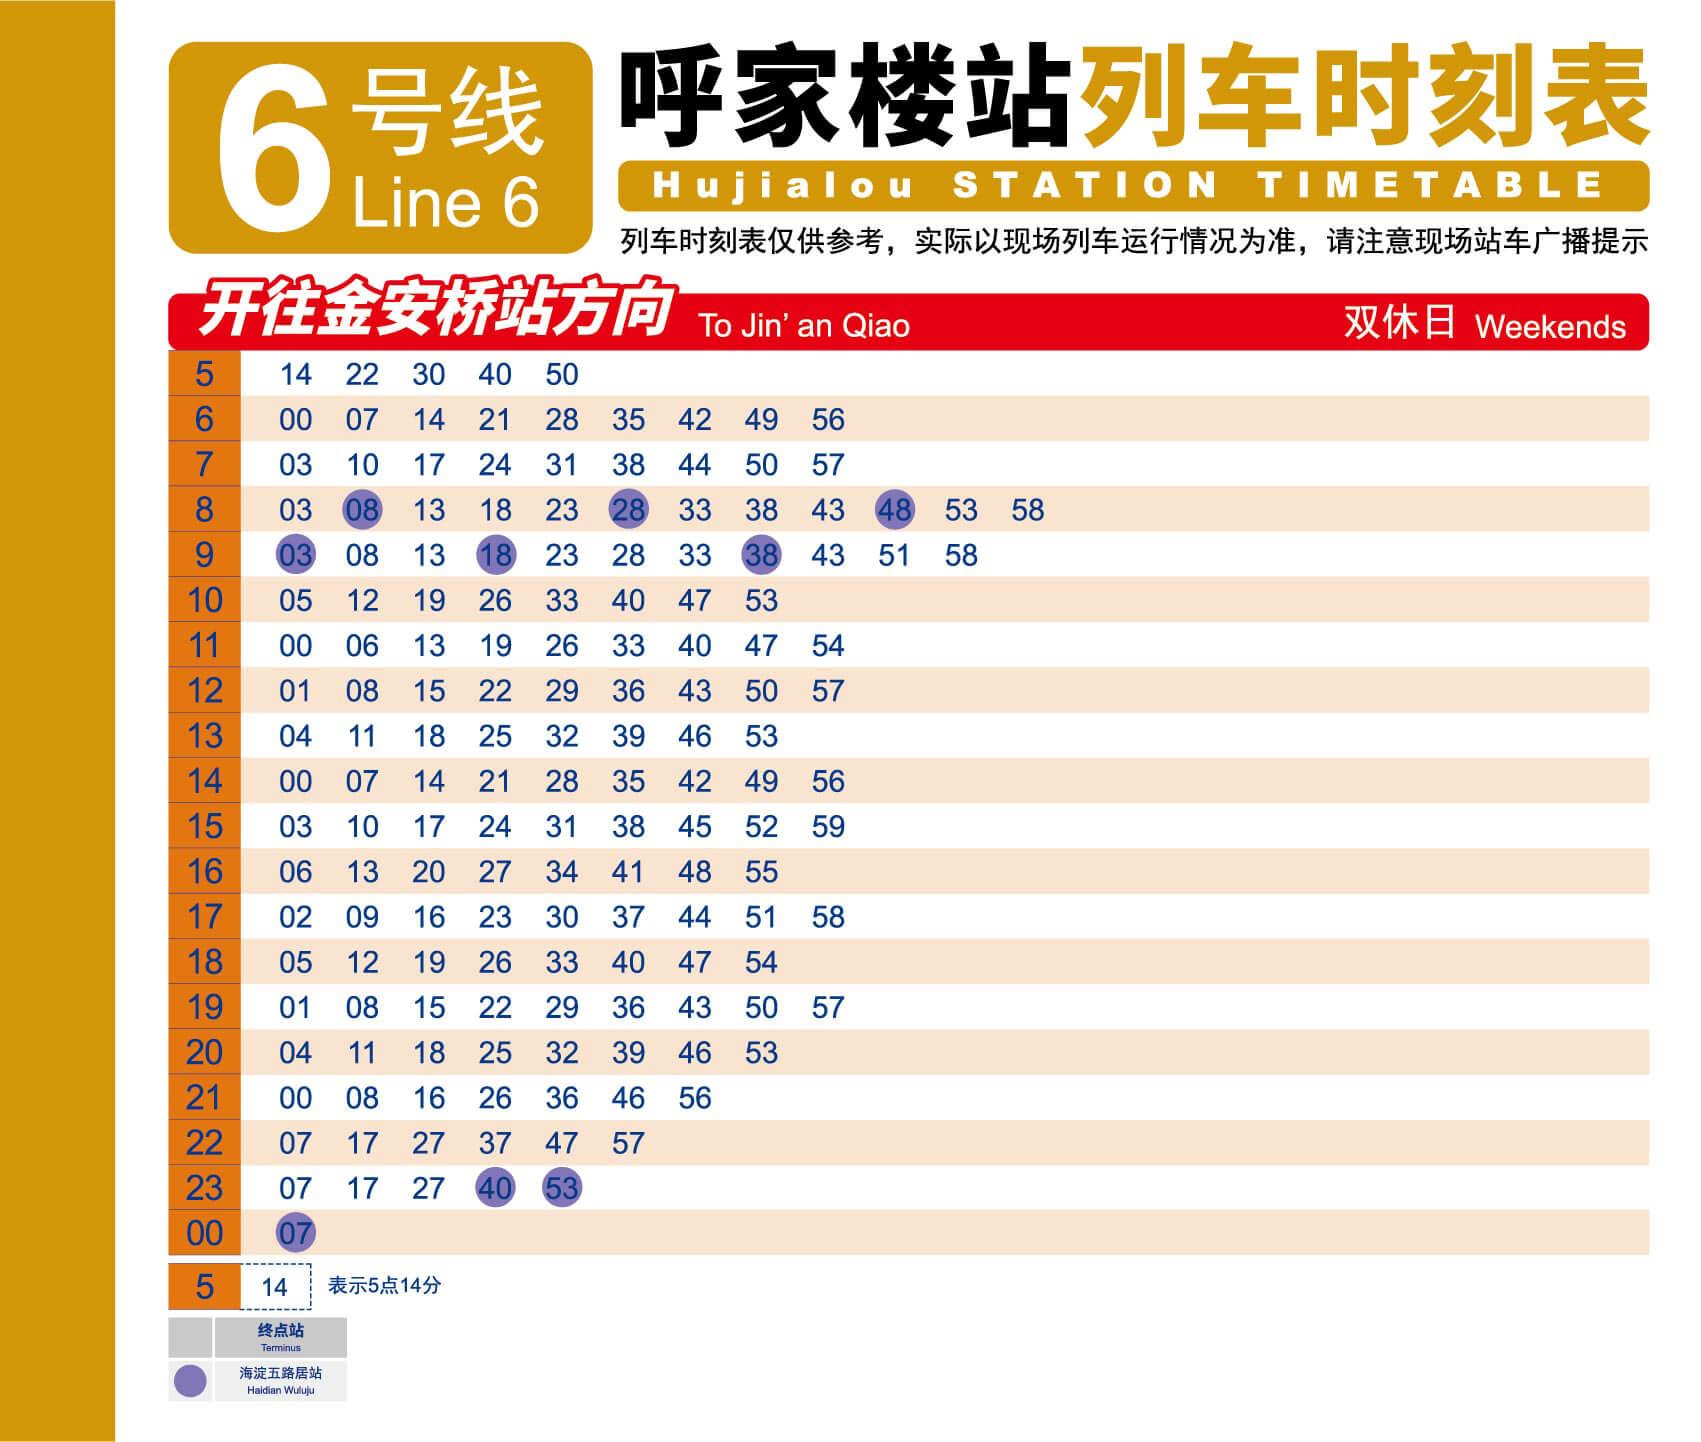 6 号线
Line 6
呼家楼站列车时刻表
Hujialou STATION TIMETABLE
列车时刻表仅供参考，实际以现场列车运行情况为准，请注意现场站车广播提示
开往金安桥站方向 To Jin’ an Qiao 双休日 Weekends
5 14 22 30 40 50
6 00 07 14 21 28 35 42 49 56
7 03 10 17 24 31 38 44 50 57
8 03 08 13 18 23 28 33 38 43 48 53 58
9 03 08 13 18 23 28 33 38 43 51 58
10 05 12 19 26 33 40 47 53
11 00 06 13 19 26 33 40 47 54
12 01 08 15 22 29 36 43 50 57
13 04 11 18 25 32 39 46 53
14 00 07 14 21 28 35 42 49 56
15 03 10 17 24 31 38 45 52 59
16 06 13 20 27 34 41 48 55
17 02 09 16 23 30 37 44 51 58
18 05 12 19 26 33 40 47 54
19 01 08 15 22 29 36 43 50 57
20 04 11 18 25 32 39 46 53
21 00 08 16 26 36 46 56
22 07 17 27 37 47 57
23 07 17 27 40 53
00 07
5 14 表示5点14分
终点站
Terminus
海淀五路居站
Haidian Wuluju